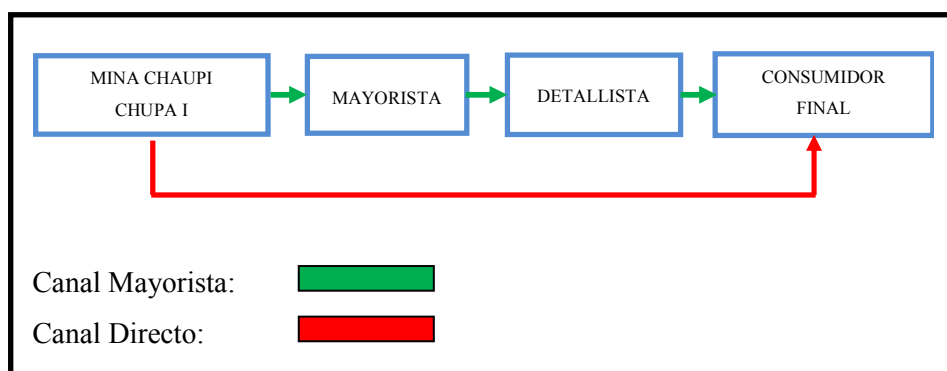 MINA CHAUPI
CHUPA I
MAYORISTA
DETALLISTA
CONSUMIDOR
FINAL
Canal Mayorista:
Canal Directo: